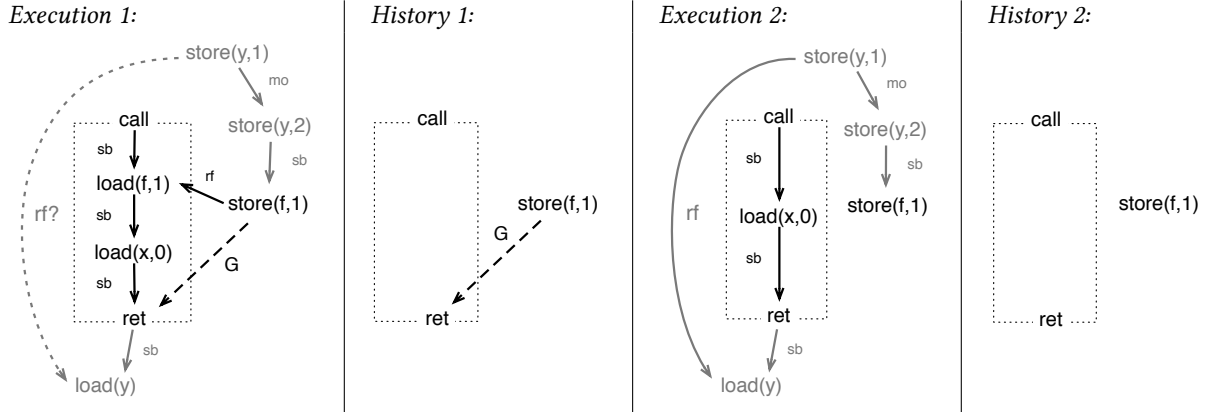 Execution 1:
store(y,1)
mo
call
store(y,2)
sb
sb
load(f,1)
rf
store(f,1)
rf?
sb
load(x,0)
G
sb
ret
sb
load(y)
History 1:
call
store(f,1)
G
ret
Execution 2:
store(y,1)
mo
call
store(y,2)
sb
sb
store(f,1)
rf
load(x,0)
sb
ret
sb
load(y)
History 2:
call
store(f,1)
ret